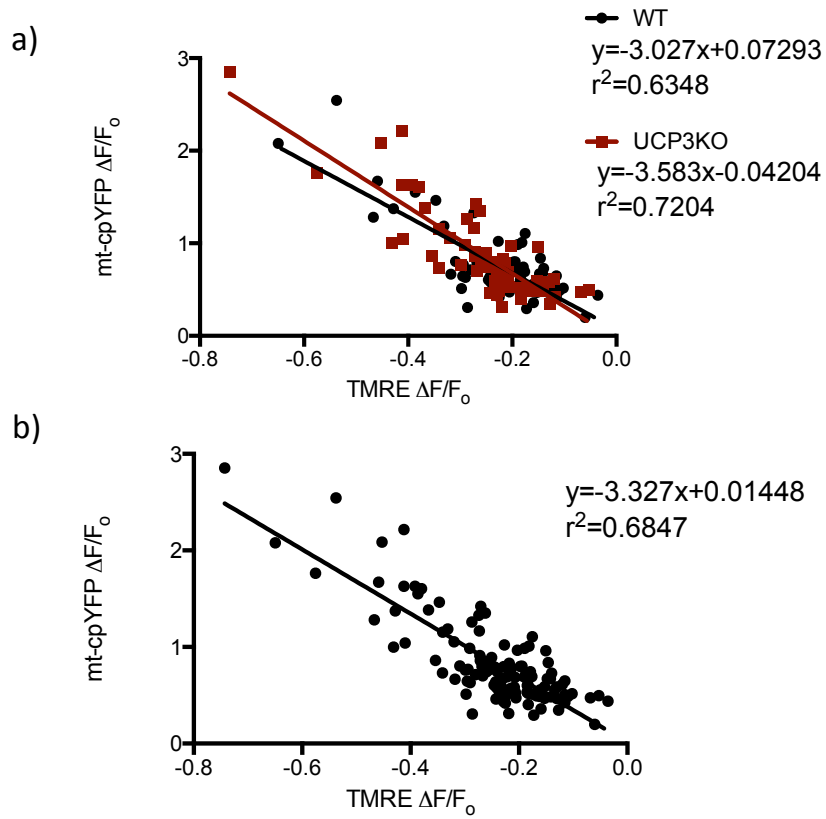 a)
WT
y=-3.027x+0.07293
r²=0.6348
UCP3KO
y=-3.583x-0.04204
r²=0.7204
mt-cpYFP ΔF/Fₒ
3
2
1
0
-0.8 -0.6 -0.4 -0.2 0.0
TMRE ΔF/Fₒ
b)
y=-3.327x+0.01448
r²=0.6847
mt-cpYFP ΔF/Fₒ
3
2
1
0
-0.8 -0.6 -0.4 -0.2 0.0
TMRE ΔF/Fₒ